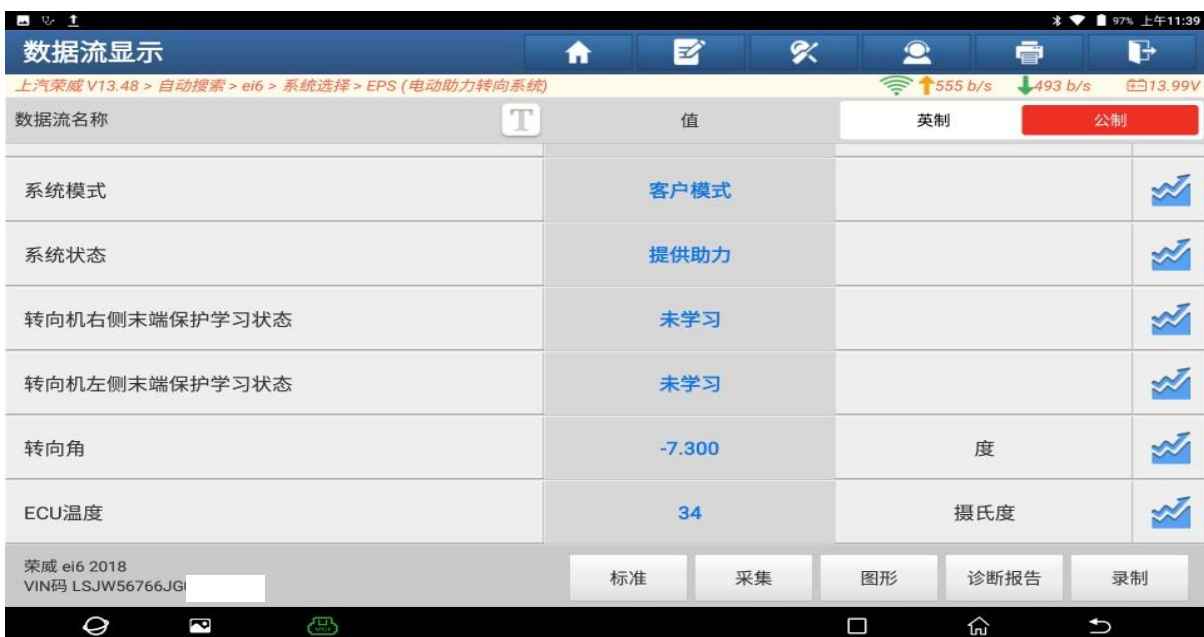 97% 上午11:39
数据流显示
上汽荣威 V13.48 > 自动搜索 > ei6 > 系统选择 > EPS (电动助力转向系统) 555 b/s 493 b/s 13.99V
数据流名称 T 值 英制 公制
系统模式 客户模式
系统状态 提供助力
转向机右侧末端保护学习状态 未学习
转向机左侧末端保护学习状态 未学习
转向角 -7.300 度
ECU温度 34 摄氏度
荣威 ei6 2018
VIN码 LSJW56766JG
标准 采集 图形 诊断报告 录制